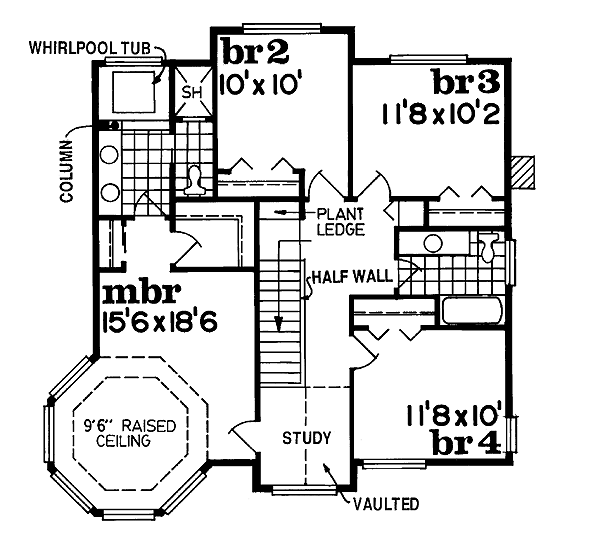 WHIRLPOOL TUB
br 2
10' x 10'
br 3
11'8 x 10'2
SH
COLUMN
PLANT
LEDGE
HALF WALL
mbr
15'6 x 18'6
9'6" RAISED
CEILING
STUDY
11'8 x 10'
br 4
VAULTED